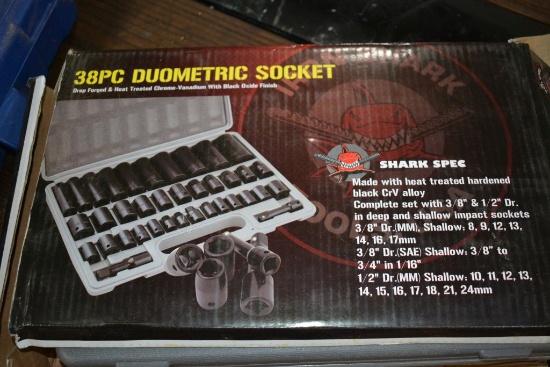 38PC DUOMETRIC SOCKET
Drop Forged & Heat Treated Chrome-Vanadium With Black Oxide Finish
SHARK SPEC
Made with heat treated hardened
black CrV alloy
Complete set with 3/8" & 1/2" Dr.
in deep and shallow impact sockets
3/8" Dr.(MM), Shallow: 8, 9, 12, 13,
14, 16, 17mm
3/8" Dr.(SAE) Shallow: 3/8" to
3/4" in 1/16"
1/2" Dr.(MM) Shallow: 10, 11, 12, 13,
14, 15, 16, 17, 18, 21, 24mm